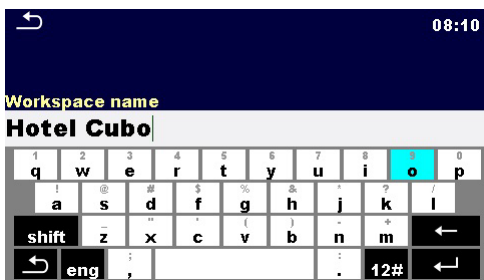 08:10
Workspace name
Hotel Cubo
1 2 3 4 5 6 7 8 9 0
q w e r t y u i o p
! @ # $ % & * ? /
a s d f g h j k l
_ " ' ( ) - +
shift z x c v b n m
; :
eng , . 12#